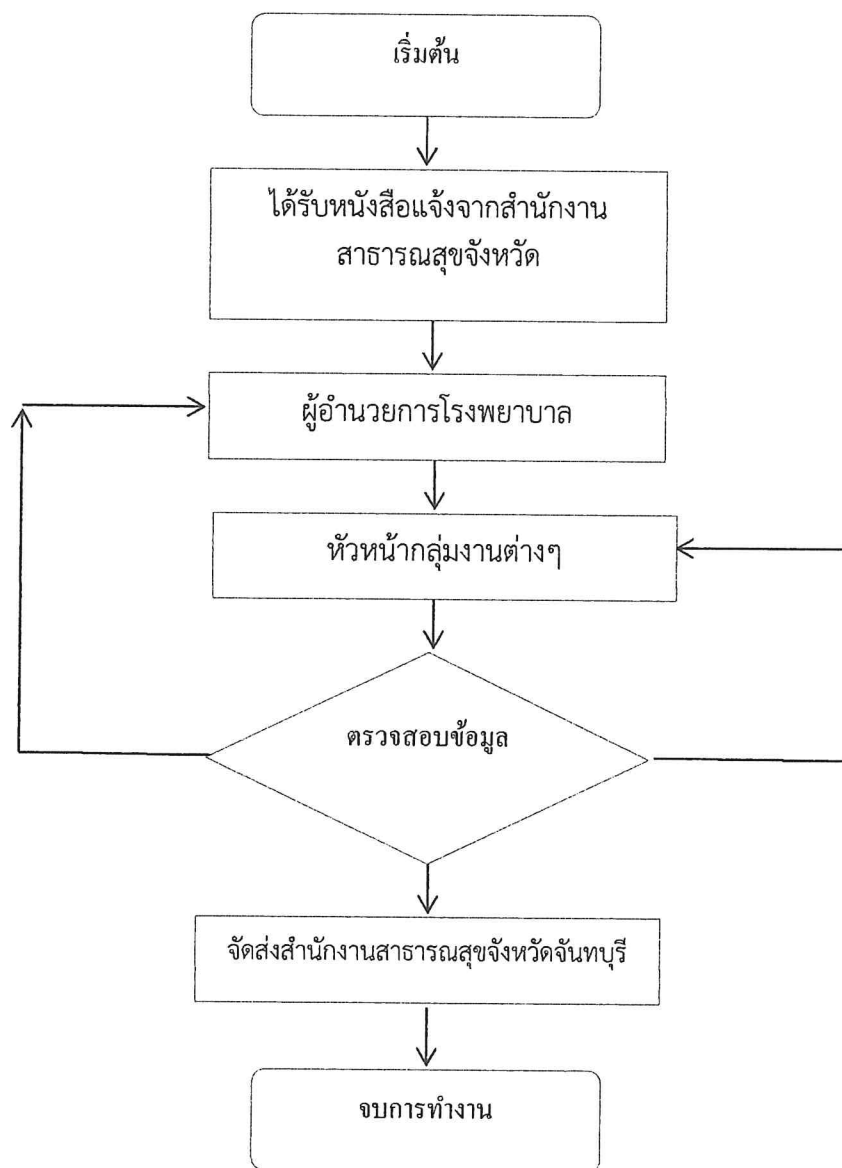 เริ่มต้น
ได้รับหนังสือแจ้งจากสำนักงาน
สาธารณสุขจังหวัด
ผู้อำนวยการโรงพยาบาล
หัวหน้ากลุ่มงานต่างๆ
ตรวจสอบข้อมูล
จัดส่งสำนักงานสาธารณสุขจังหวัดจันทบุรี
จบการทำงาน